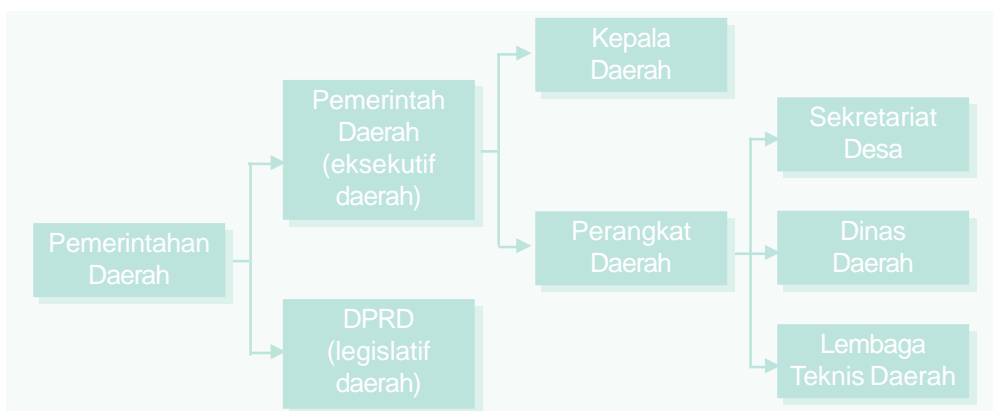 Pemerintahan
Daerah
Pemerintah
Daerah
(eksekutif
daerah)
DPRD
(legislatif
daerah)
Kepala
Daerah
Perangkat
Daerah
Sekretariat
Desa
Dinas
Daerah
Lembaga
Teknis Daerah